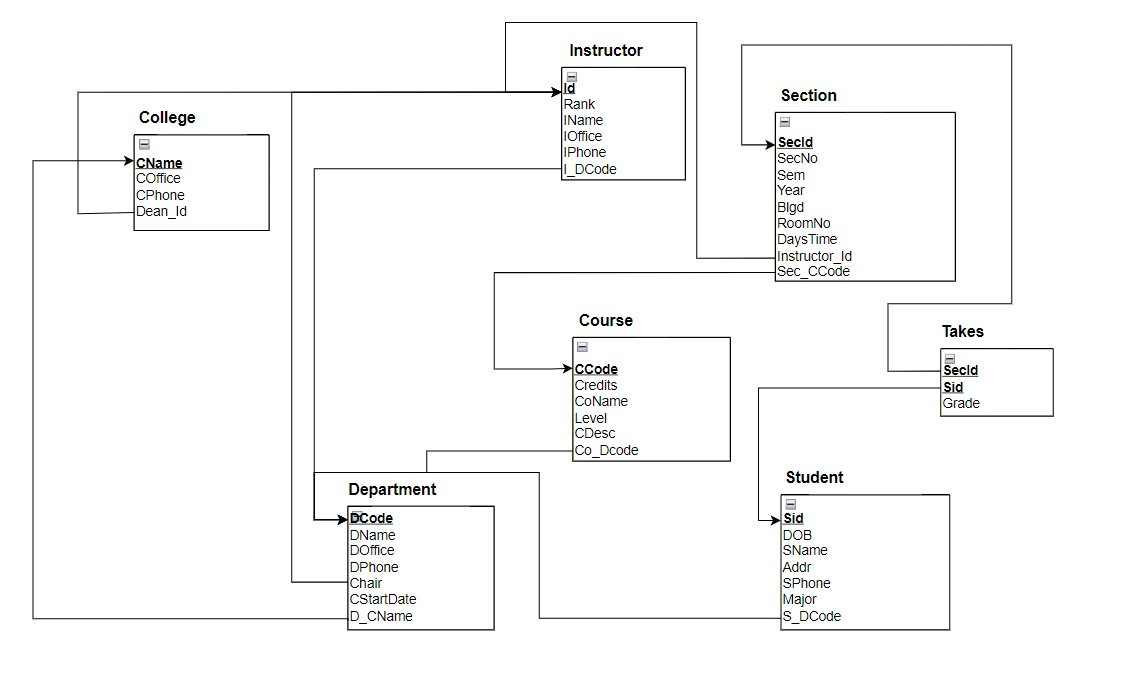 Instructor
Id
Rank
IName
IOffice
IPhone
I_DCode
College
CName
COffice
CPhone
Dean_Id
Section
SecId
SecNo
Sem
Year
Blgd
RoomNo
DaysTime
Instructor_Id
Sec_CCode
Course
CCode
Credits
CoName
Level
CDesc
Co_Dcode
Takes
SecId
Sid
Grade
Department
DCode
DName
DOffice
DPhone
Chair
CStartDate
D_CName
Student
Sid
DOB
SName
Addr
SPhone
Major
S_DCode